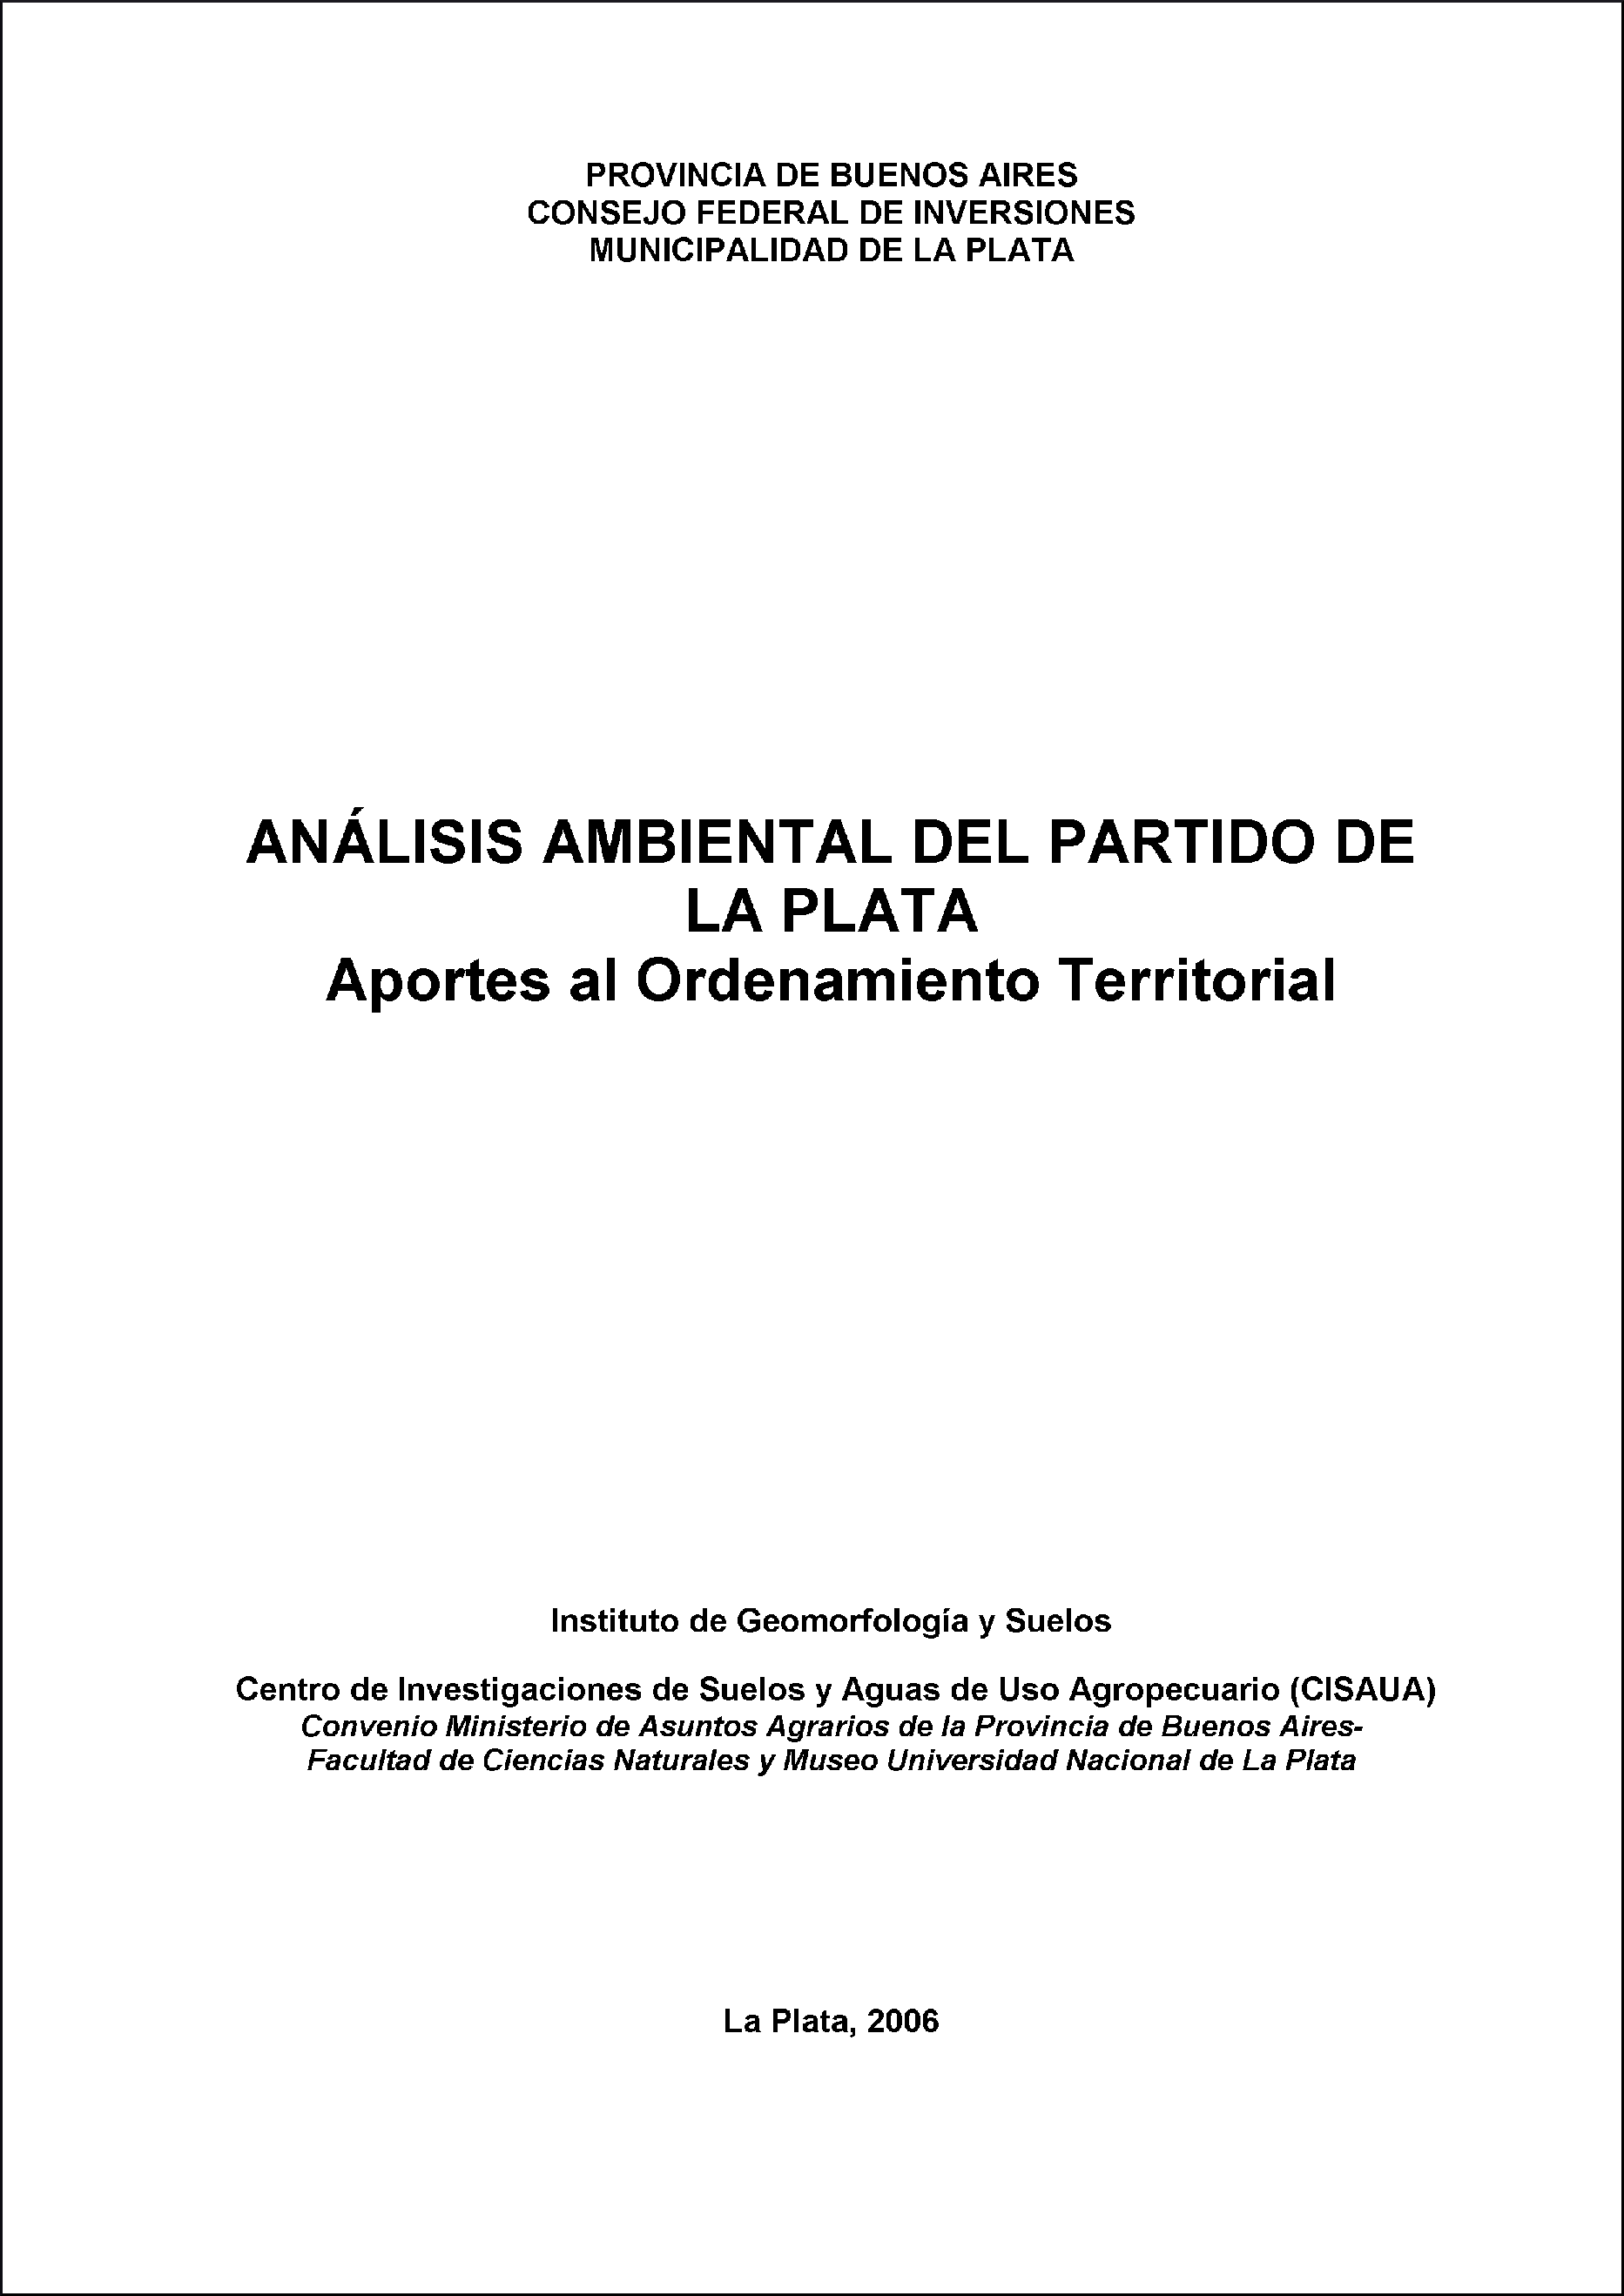 PROVINCIA DE BUENOS AIRES
CONSEJO FEDERAL DE INVERSIONES
MUNICIPALIDAD DE LA PLATA
ANÁLISIS AMBIENTAL DEL PARTIDO DE
LA PLATA
Aportes al Ordenamiento Territorial
Instituto de Geomorfología y Suelos
Centro de Investigaciones de Suelos y Aguas de Uso Agropecuario (CISAUA)
Convenio Ministerio de Asuntos Agrarios de la Provincia de Buenos Aires-
Facultad de Ciencias Naturales y Museo Universidad Nacional de La Plata
La Plata, 2006